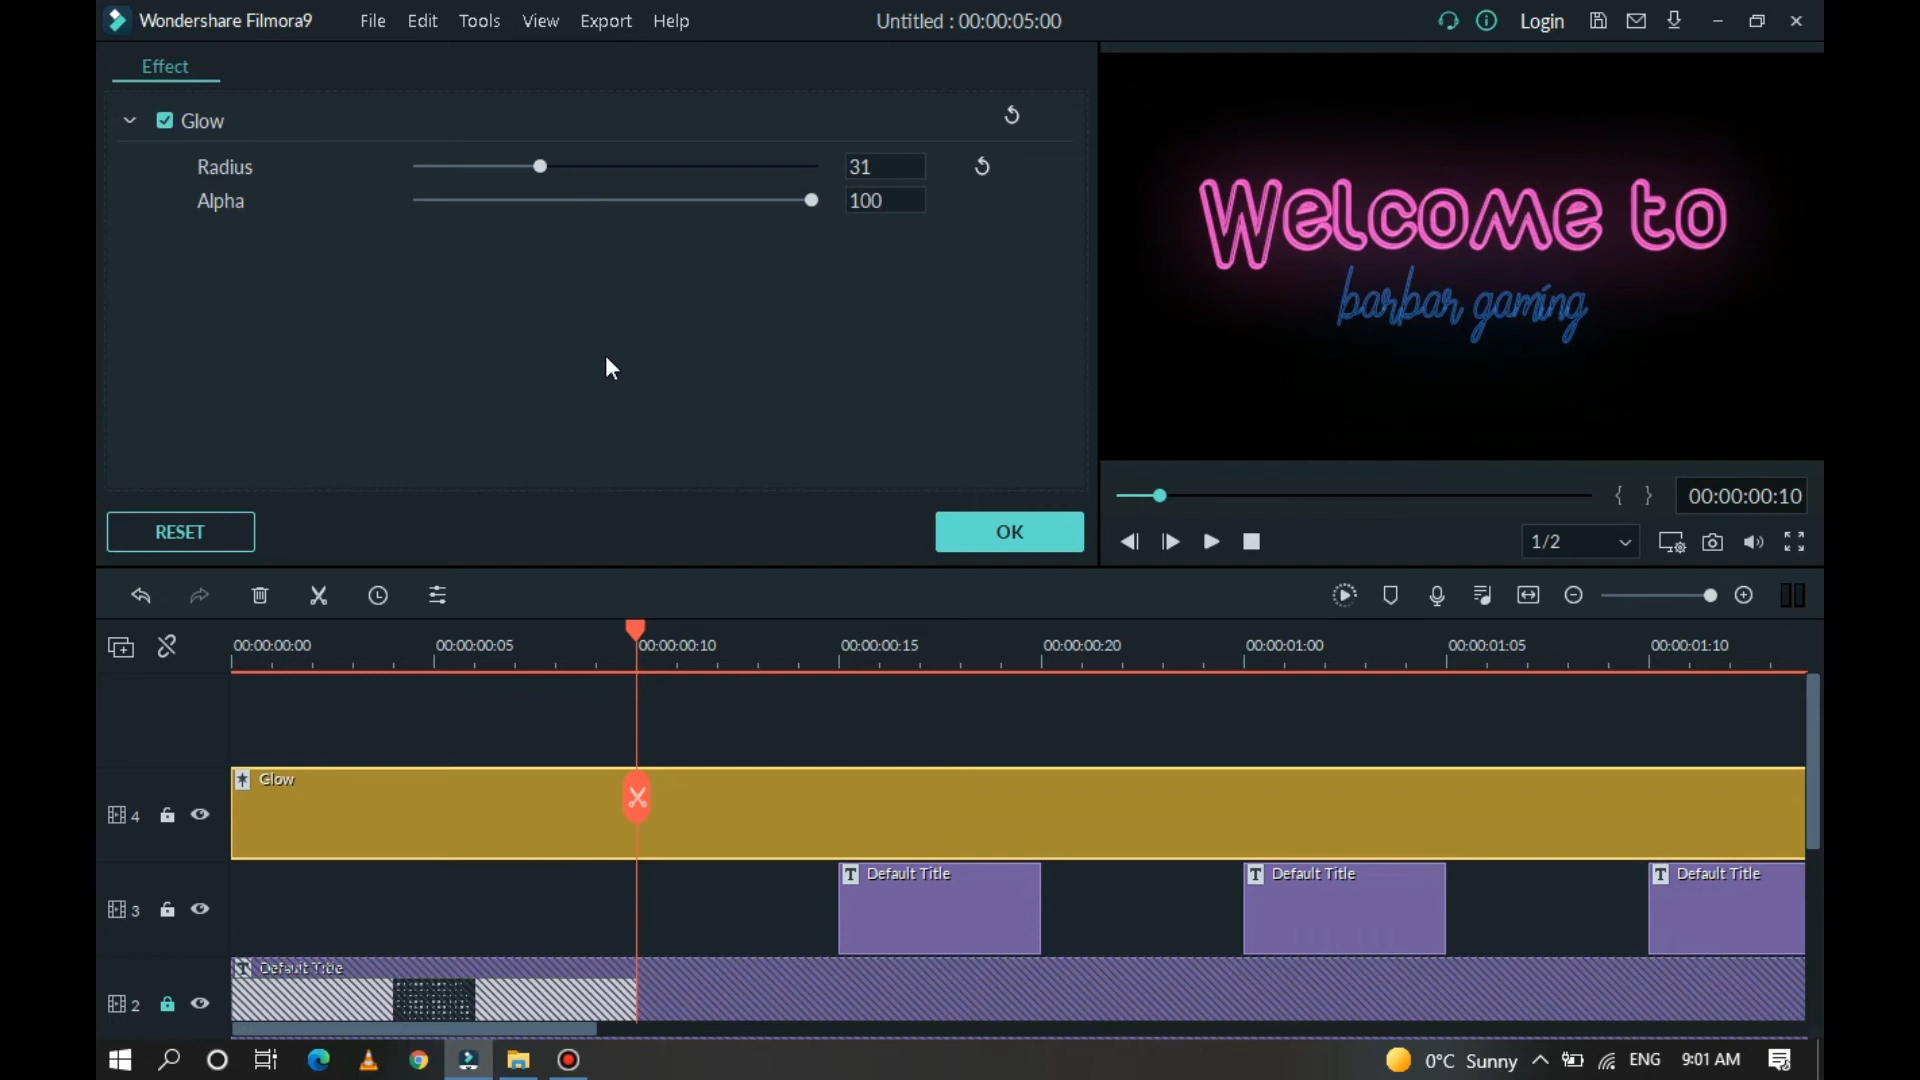 Wondershare Filmora9 File Edit Tools View Export Help Untitled : 00:00:05:00 Login
Effect
Glow
Radius 31
Alpha 100
Welcome to
barbar gaming
RESET OK
{ } 00:00:00:10
1/2
00:00:00:00 00:00:00:05 00:00:00:10 00:00:00:15 00:00:00:20 00:00:01:00 00:00:01:05 00:00:01:10
Glow
4
T Default Title T Default Title T Default Title
3
T Default Title
2
0°C Sunny ENG 9:01 AM